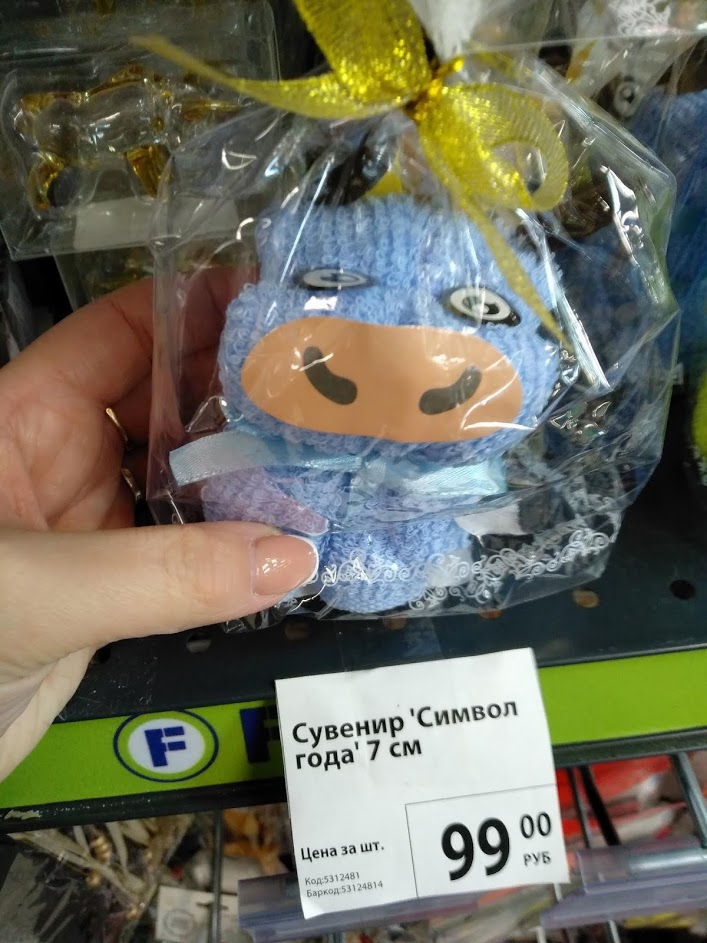 F
F
Сувенир 'Символ
года' 7 см
Цена за шт.
99 00
РУБ
Код:5312481
Баркод:53124814